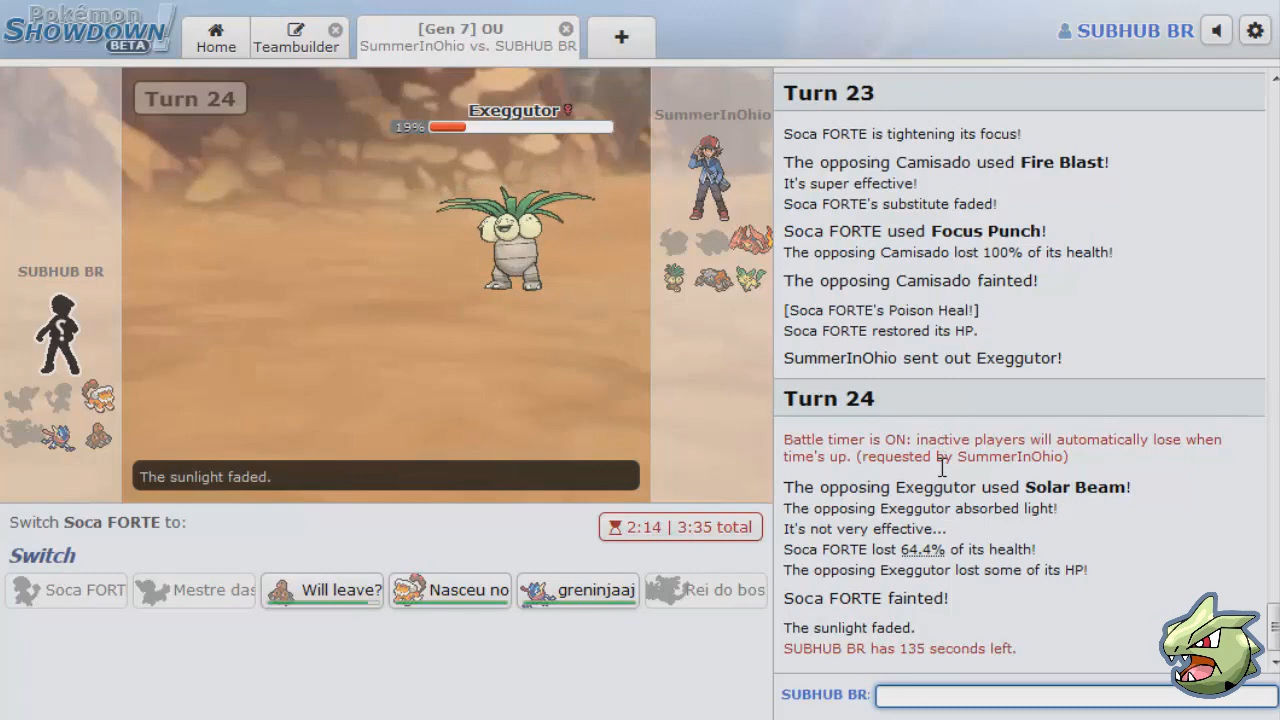 Pokémon
SHOWDOWN!
BETA
Home
Teambuilder
[Gen 7] OU
SummerInOhio vs. SUBHUB BR
+
SUBHUB BR
Turn 24
Exeggutor
19%
SummerInOhio
SUBHUB BR
The sunlight faded.
Switch Soca FORTE to:
2:14 | 3:35 total
Switch
Soca FORT
Mestre das
Will leave?
Nasceu no
greninjaaj
Rei do bos
Turn 23
Soca FORTE is tightening its focus!
The opposing Camisado used Fire Blast!
It's super effective!
Soca FORTE's substitute faded!
Soca FORTE used Focus Punch!
The opposing Camisado lost 100% of its health!
The opposing Camisado fainted!
[Soca FORTE's Poison Heal!]
Soca FORTE restored its HP.
SummerInOhio sent out Exeggutor!
Turn 24
Battle timer is ON: inactive players will automatically lose when
time's up. (requested by SummerInOhio)
The opposing Exeggutor used Solar Beam!
The opposing Exeggutor absorbed light!
It's not very effective...
Soca FORTE lost 64.4% of its health!
The opposing Exeggutor lost some of its HP!
Soca FORTE fainted!
The sunlight faded.
SUBHUB BR has 135 seconds left.
SUBHUB BR: